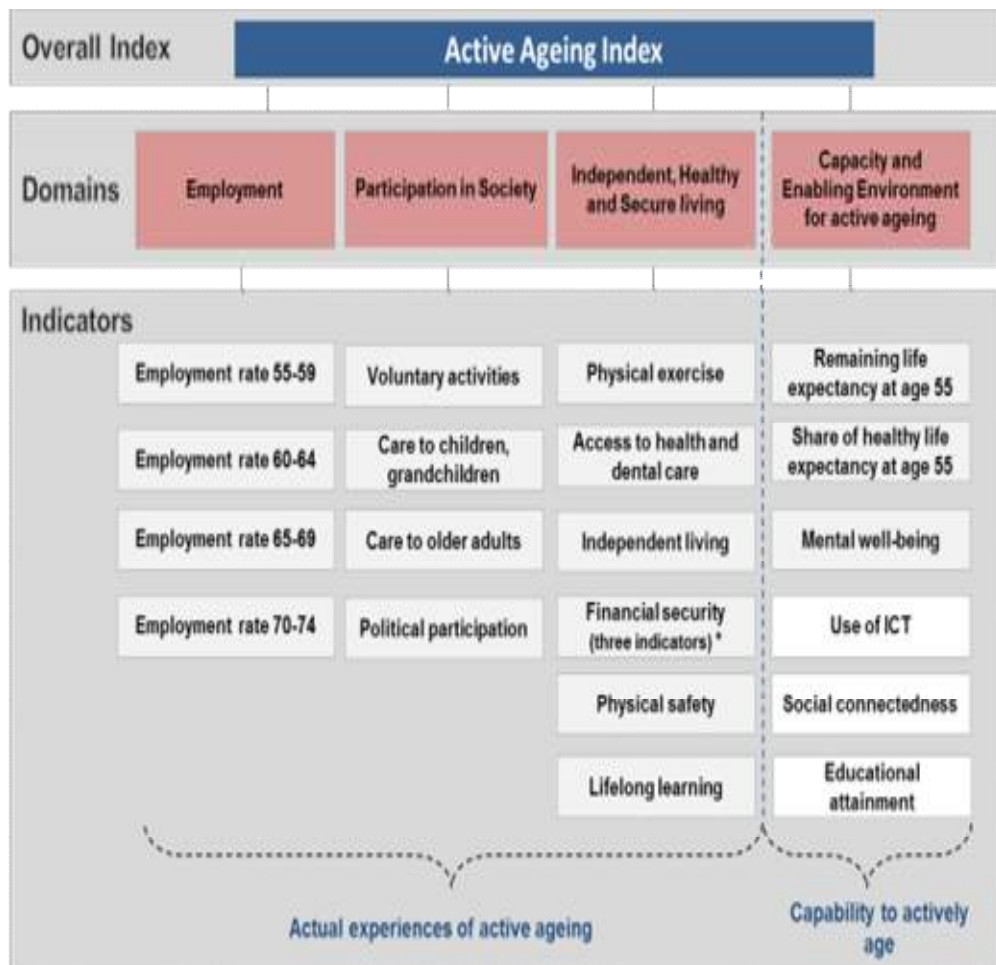 Overall Index
Active Ageing Index
Domains
Employment
Participation in Society
Independent, Healthy
and Secure living
Capacity and
Enabling Environment
for active ageing
Indicators
Employment rate 55-59
Voluntary activities
Physical exercise
Remaining life
expectancy at age 55
Employment rate 60-64
Care to children,
grandchildren
Access to health and
dental care
Share of healthy life
expectancy at age 55
Employment rate 65-69
Care to older adults
Independent living
Mental well-being
Employment rate 70-74
Political participation
Financial security
(three indicators) *
Use of ICT
Physical safety
Social connectedness
Lifelong learning
Educational
attainment
Actual experiences of active ageing
Capability to actively
age